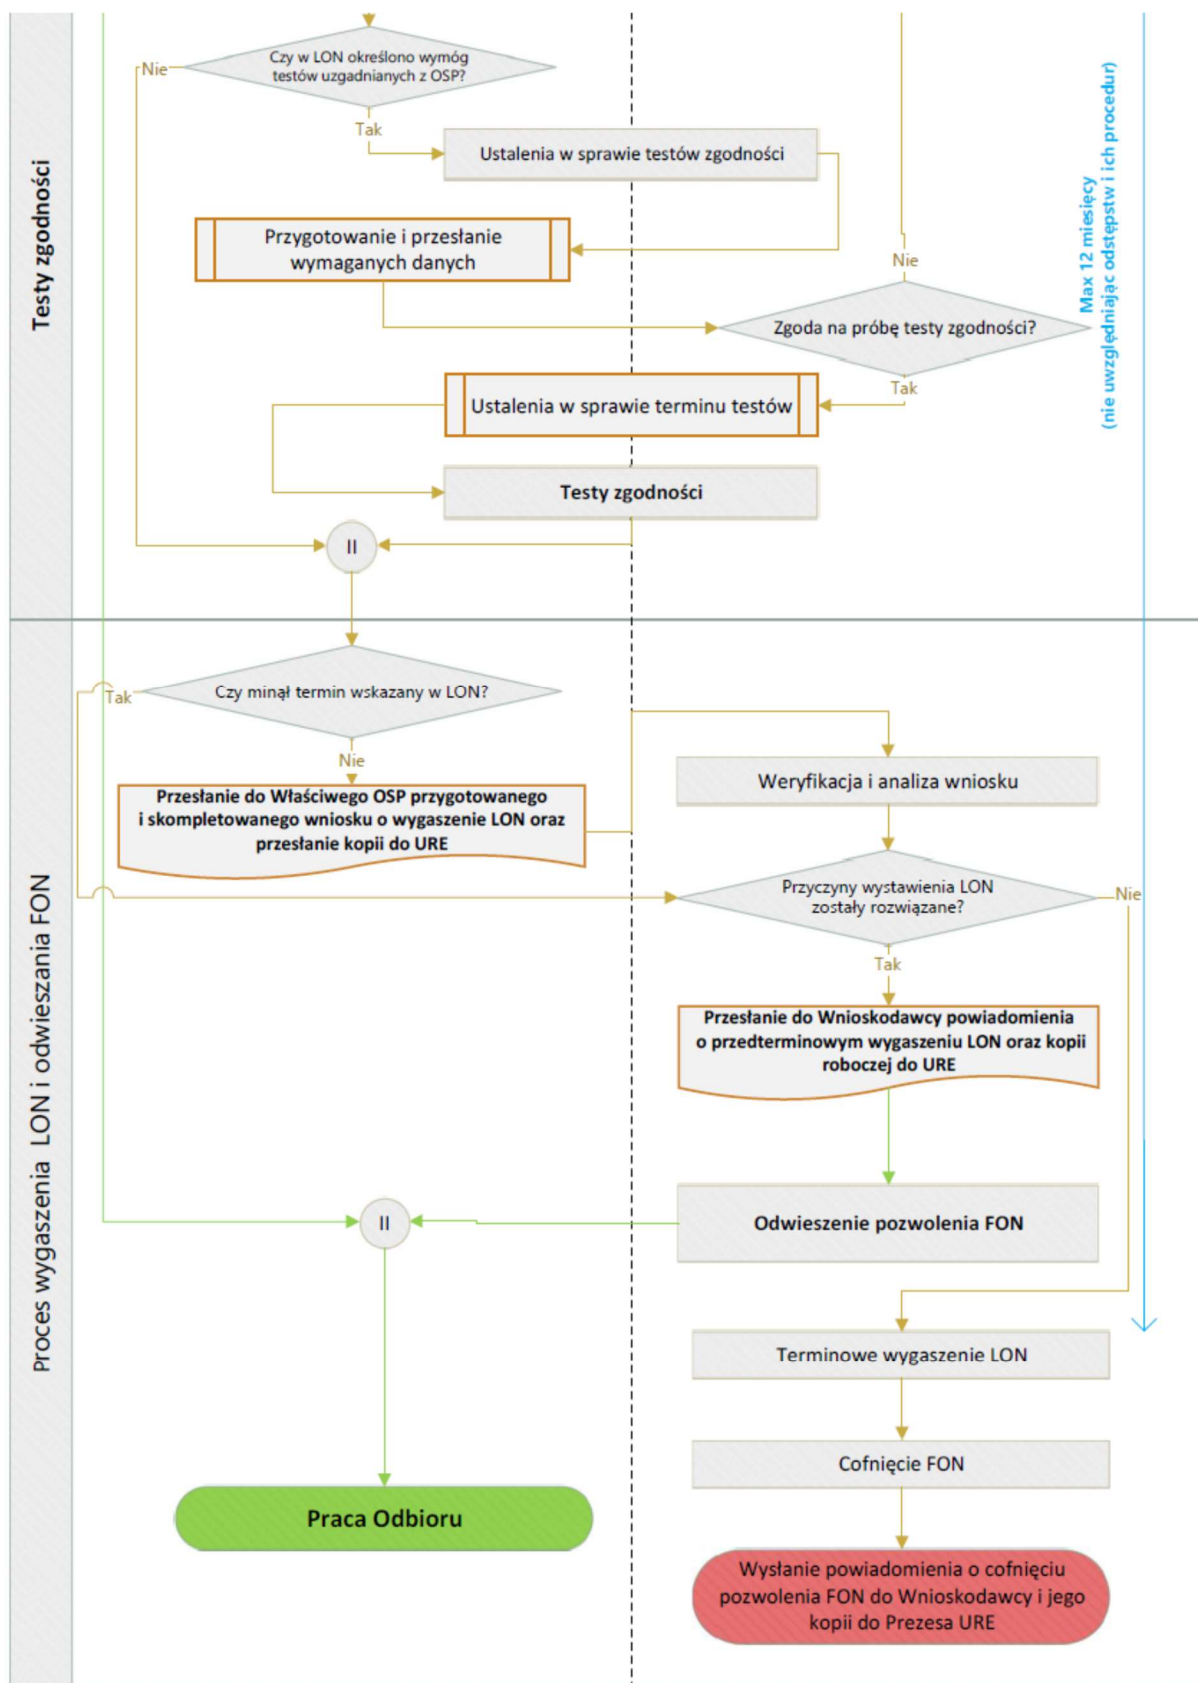 Testy zgodności
Czy w LON określono wymóg
testów uzgadnianych z OSP?
Nie
Tak
Ustalenia w sprawie testów zgodności
Przygotowanie i przesłanie
wymaganych danych
Nie
Zgoda na próbę testy zgodności?
Tak
Max 12 miesięcy
(nie uwzględniając odstępstw i ich procedur)
Ustalenia w sprawie terminu testów
Testy zgodności
II
Proces wygaszenia LON i odwieszania FON
Czy minął termin wskazany w LON?
Tak
Nie
Przesłanie do Właściwego OSP przygotowanego
i skompletowanego wniosku o wygaszenie LON oraz
przesłanie kopii do URE
Weryfikacja i analiza wniosku
Przyczyny wystawienia LON
zostały rozwiązane?
Nie
Tak
Przesłanie do Wnioskodawcy powiadomienia
o przedterminowym wygaszeniu LON oraz kopii
roboczej do URE
II
Odwieszenie pozwolenia FON
Terminowe wygaszenie LON
Cofnięcie FON
Praca Odbioru
Wysłanie powiadomienia o cofnięciu
pozwolenia FON do Wnioskodawcy i jego
kopii do Prezesa URE